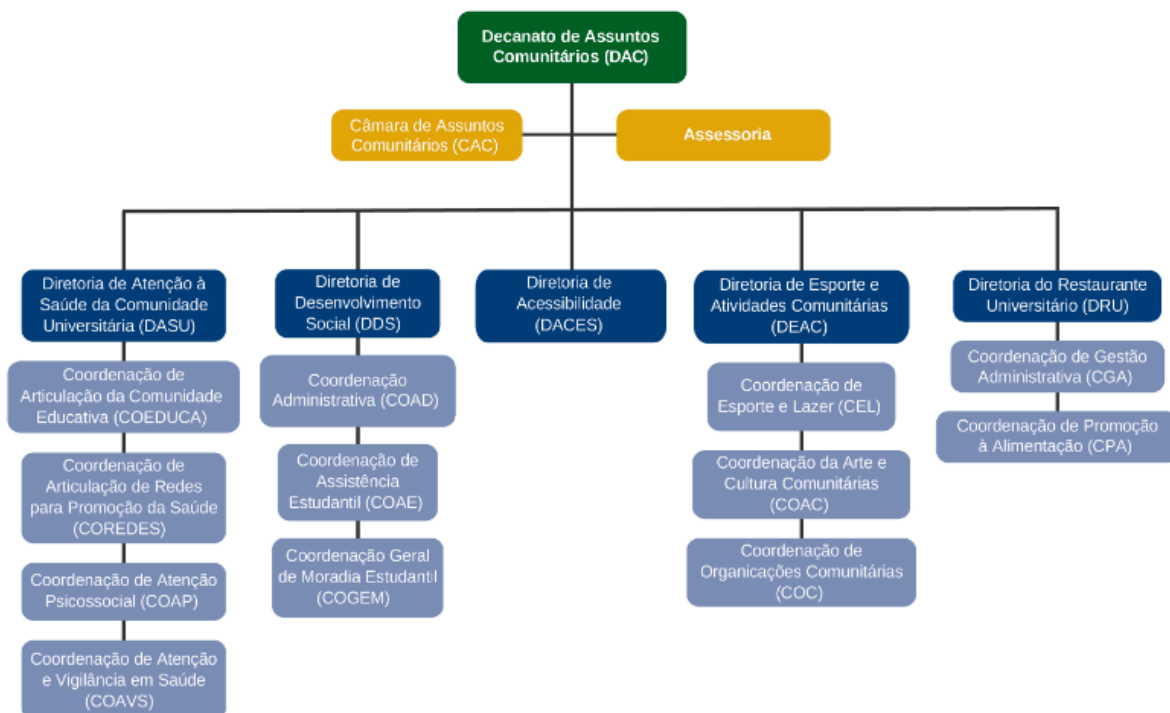 Decanato de Assuntos
Comunitários (DAC)
Câmara de Assuntos
Comunitários (CAC)
Assessoria
Diretoria de Atenção à
Saúde da Comunidade
Universitária (DASU)
Coordenação de
Articulação da Comunidade
Educativa (COEDUCA)
Coordenação de
Articulação de Redes
para Promoção da Saúde
(COREDES)
Coordenação de Atenção
Psicossocial (COAP)
Coordenação de Atenção
e Vigilância em Saúde
(COAVS)
Diretoria de
Desenvolvimento
Social (DDS)
Coordenação
Administrativa (COAD)
Coordenação de
Assistência
Estudantil (COAE)
Coordenação Geral
de Moradia Estudantil
(COGEM)
Diretoria de
Acessibilidade
(DACES)
Diretoria de Esporte e
Atividades Comunitárias
(DEAC)
Coordenação de
Esporte e Lazer (CEL)
Coordenação da Arte e
Cultura Comunitárias
(COAC)
Coordenação de
Organicações Comunitárias
(COC)
Diretoria do Restaurante
Universitário (DRU)
Coordenação de Gestão
Administrativa (CGA)
Coordenação de Promoção
à Alimentação (CPA)